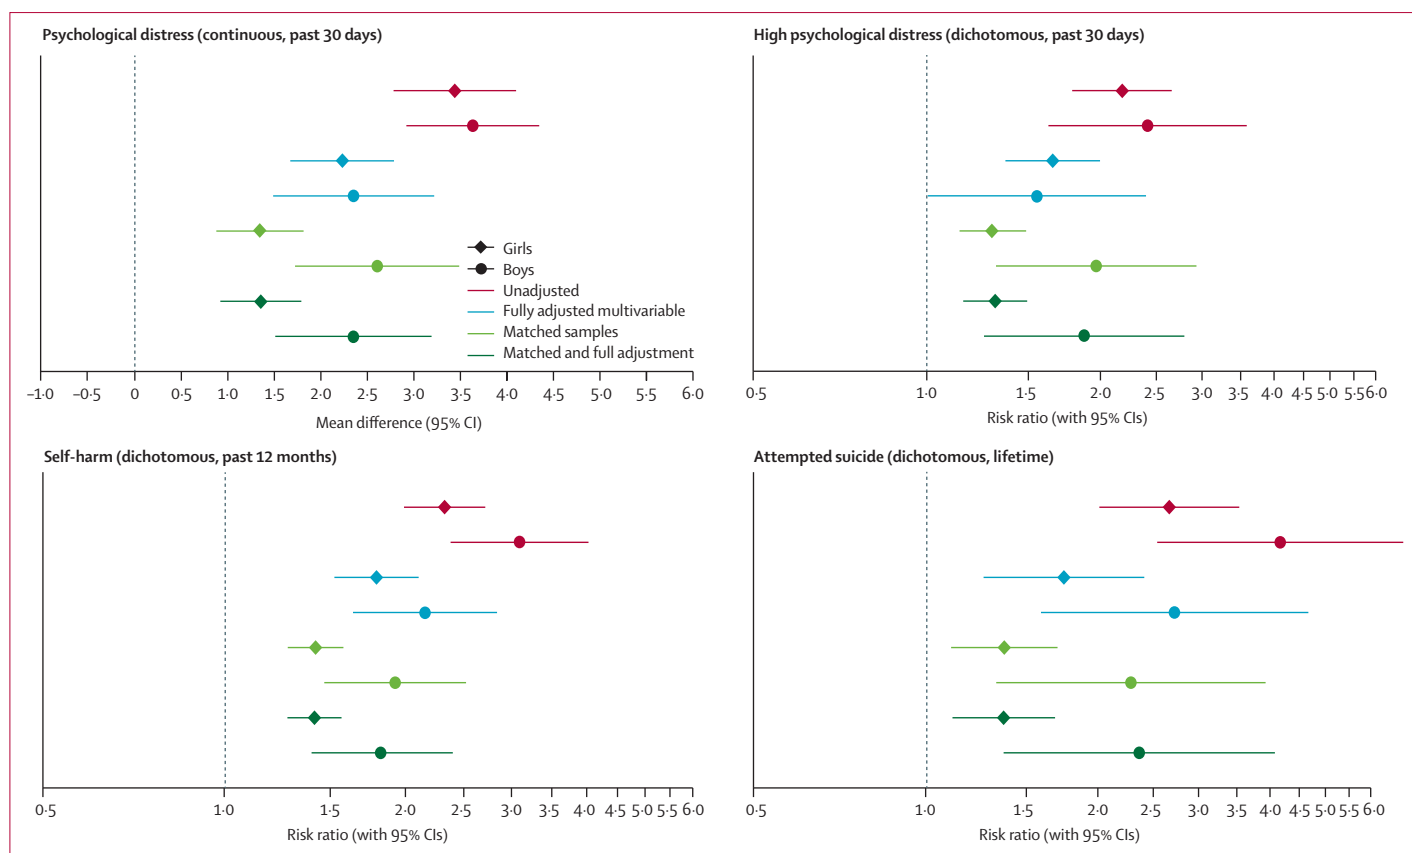 Psychological distress (continuous, past 30 days)
–1·0 –0·5 0 0·5 1·0 1·5 2·0 2·5 3·0 3·5 4·0 4·5 5·0 5·5 6·0
Mean difference (95% CI)
Girls
Boys
Unadjusted
Fully adjusted multivariable
Matched samples
Matched and full adjustment
High psychological distress (dichotomous, past 30 days)
0·5 1·0 1·5 2·0 2·5 3·0 3·5 4·0 4·5 5·0 5·5 6·0
Risk ratio (with 95% CIs)
Self-harm (dichotomous, past 12 months)
0·5 1·0 1·5 2·0 2·5 3·0 3·5 4·0 4·5 5·0 5·5 6·0
Risk ratio (with 95% CIs)
Attempted suicide (dichotomous, lifetime)
0·5 1·0 1·5 2·0 2·5 3·0 3·5 4·0 4·5 5·0 5·5 6·0
Risk ratio (with 95% CIs)